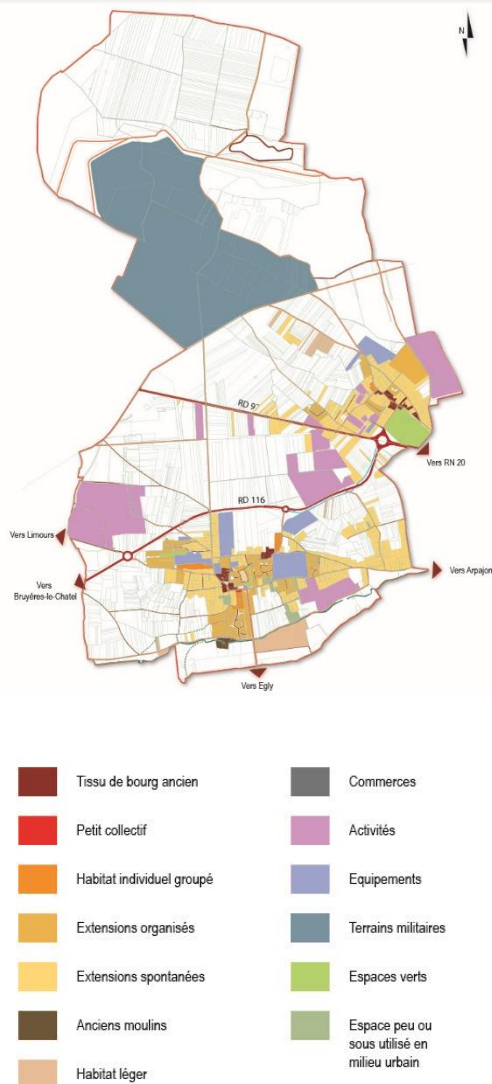 N
RD 97
Vers RN 20
RD 116
Vers Limours
Vers
Bruyères-le-Chatel
Vers Arpajon
Vers Egly
Tissu de bourg ancien
Petit collectif
Habitat individuel groupé
Extensions organisés
Extensions spontanées
Anciens moulins
Habitat léger
Commerces
Activités
Equipements
Terrains militaires
Espaces verts
Espace peu ou
sous utilisé en
milieu urbain